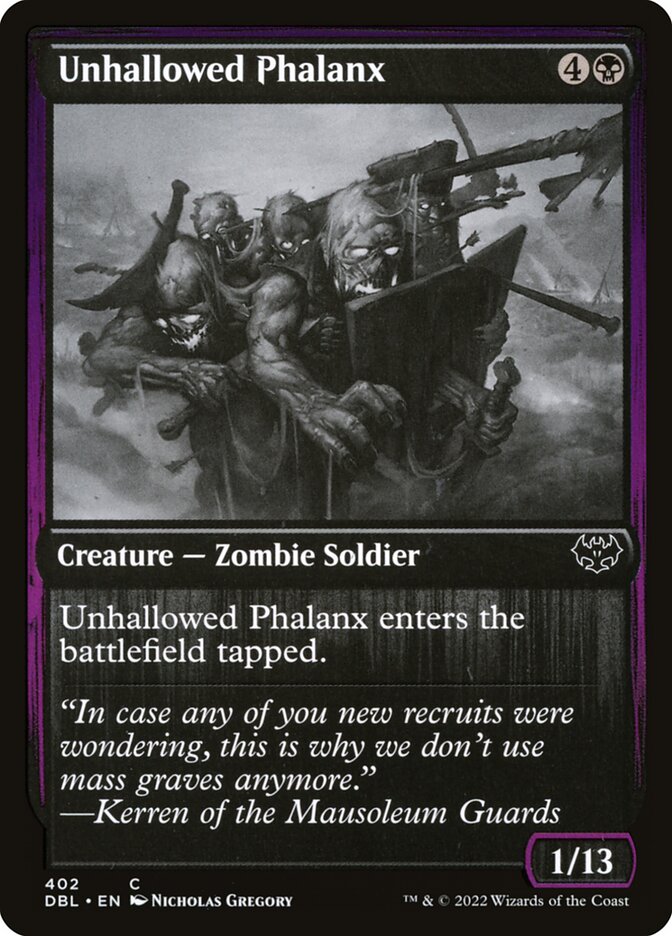 Unhallowed Phalanx 4
Creature — Zombie Soldier
Unhallowed Phalanx enters the
battlefield tapped.
“In case any of you new recruits were
wondering, this is why we don’t use
mass graves anymore.”
—Kerren of the Mausoleum Guards
1/13
402 C
DBL • EN Nicholas Gregory ™ & © 2022 Wizards of the Coast